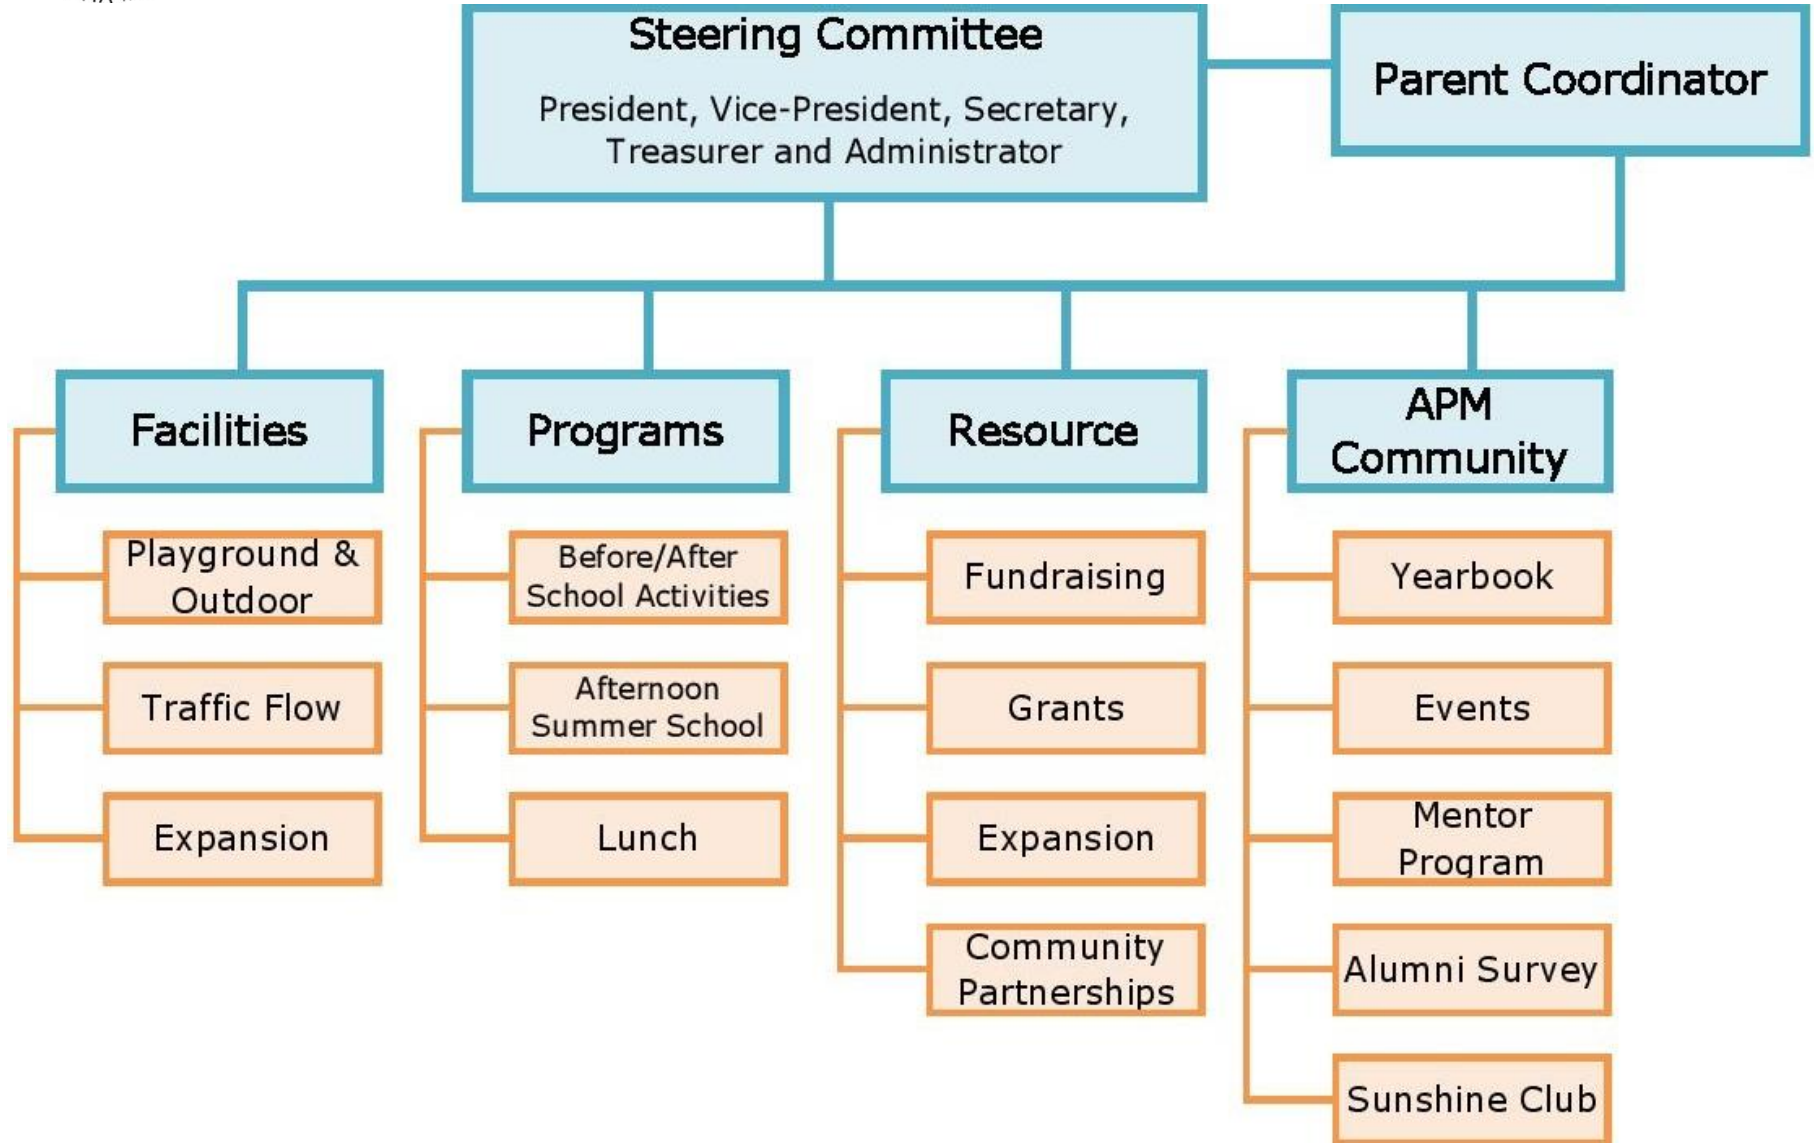 Steering Committee
President, Vice-President, Secretary,
Treasurer and Administrator
Parent Coordinator
Facilities
Playground &
Outdoor
Traffic Flow
Expansion
Programs
Before/After
School Activities
Afternoon
Summer School
Lunch
Resource
Fundraising
Grants
Expansion
Community
Partnerships
APM
Community
Yearbook
Events
Mentor
Program
Alumni Survey
Sunshine Club